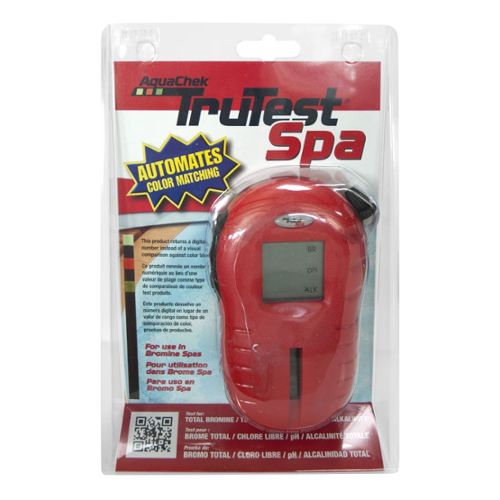 AquaChek
TruTest
Spa
AUTOMATES
COLOR MATCHING
TruTest
BR
pH
ALK
This product returns a digital
number instead of a visual
comparison against color
Ce produit renvoie un
numérique au lieu d'une
valeur de plage comme type
de comparaison de couleur
test produits.
Este producto devuelve un
número digital en lugar de un
valor de rango como tipo de
comparación de color,
pruebas de productos.
For use in
Bromine Spas
Pour utilisation
dans Brome Spa
Para uso en
Bromo Spa
Test for:
TOTAL BROMINE /
Test pour:
BROME TOTAL / CHLORE LIBRE / pH / ALCALINITÉ TOTALE
Prueba de:
BROMO TOTAL / CLORO LIBRE / pH / ALCALINIDAD TOTAL